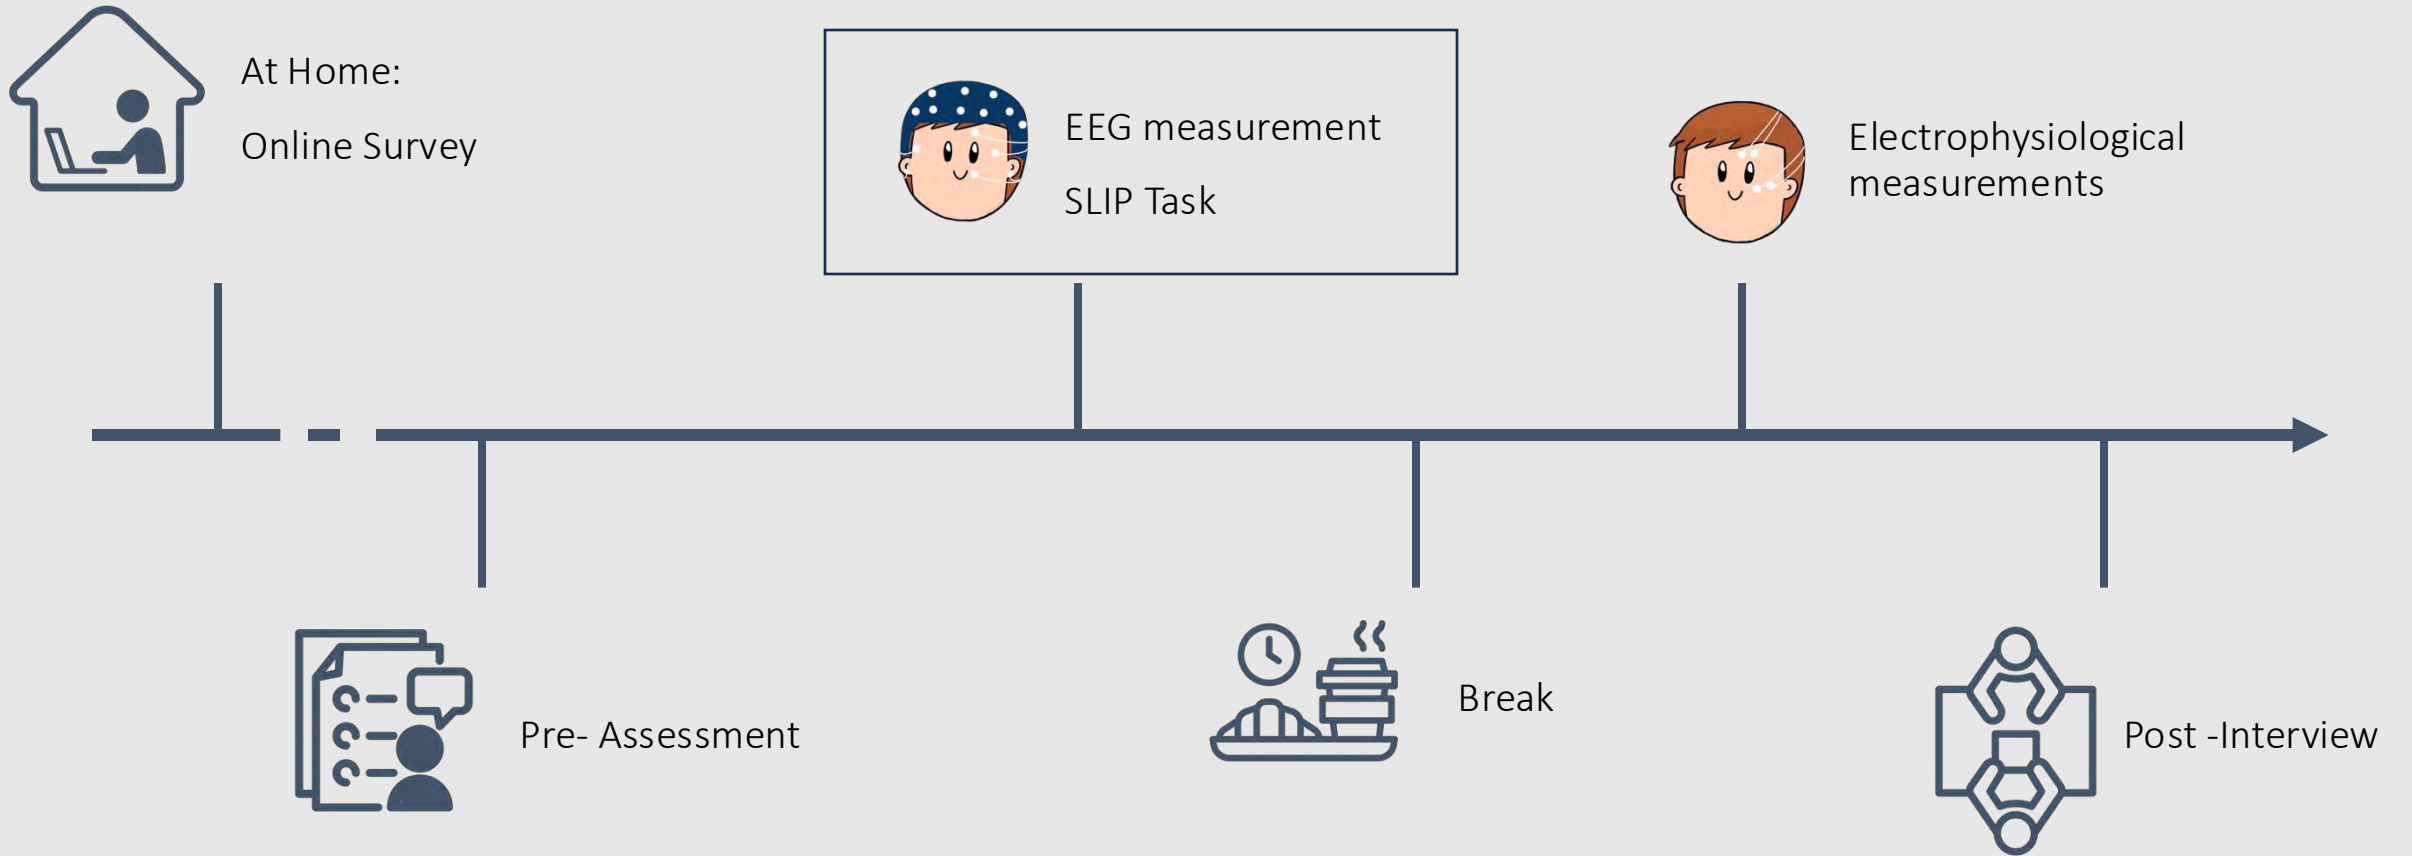 At Home:
Online Survey
EEG measurement
SLIP Task
Electrophysiological
measurements
Pre- Assessment
Break
Post -Interview